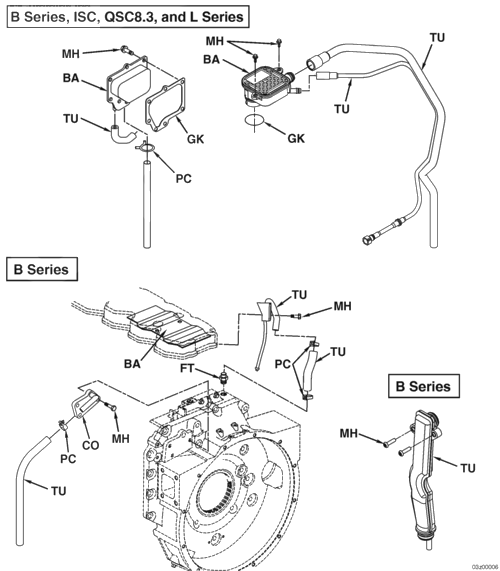 B Series, ISC, QSC8.3, and L Series
MH
BA
TU
GK
PC
MH
BA
GK
TU
TU
B Series
BA
FT
TU
MH
PC
TU
PC
CO
MH
TU
B Series
MH
TU
03z00006